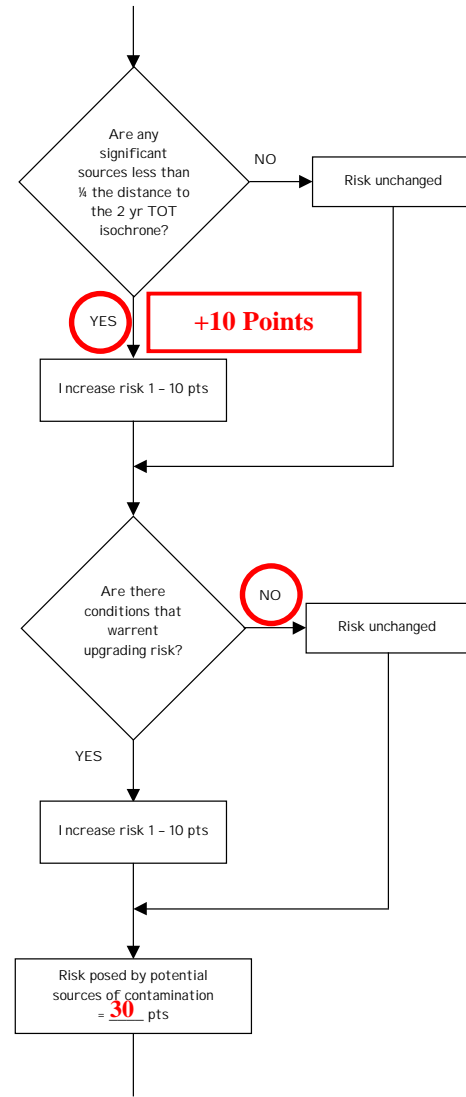 Are any
significant
sources less than
¼ the distance to
the 2 yr TOT
isochrone?
NO
Risk unchanged
YES
+10 Points
Increase risk 1 – 10 pts
Are there
conditions that
warrent
upgrading risk?
NO
Risk unchanged
YES
Increase risk 1 – 10 pts
Risk posed by potential
sources of contamination
= 30 pts